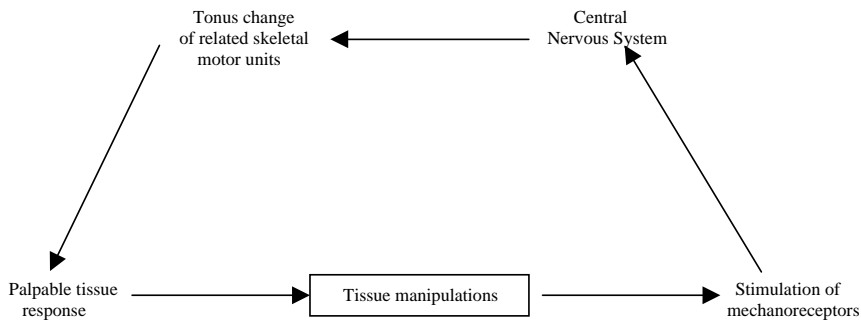 Tonus change
of related skeletal
motor units
Central
Nervous System
Palpable tissue
response
Tissue manipulations
Stimulation of
mechanoreceptors